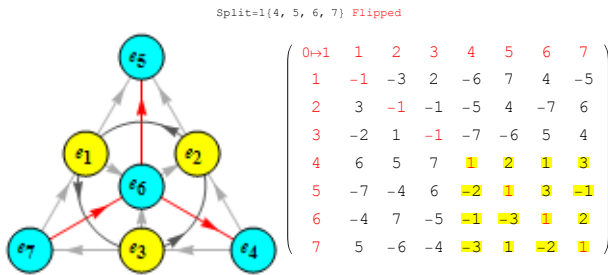 Split=1{4, 5, 6, 7} Flipped
0↦1 1 2 3 4 5 6 7
1 -1 -3 2 -6 7 4 -5
2 3 -1 -1 -5 4 -7 6
3 -2 1 -1 -7 -6 5 4
4 6 5 7 1 2 1 3
5 -7 -4 6 -2 1 3 -1
6 -4 7 -5 -1 -3 1 2
7 5 -6 -4 -3 1 -2 1
e5
e1
e2
e6
e7
e3
e4